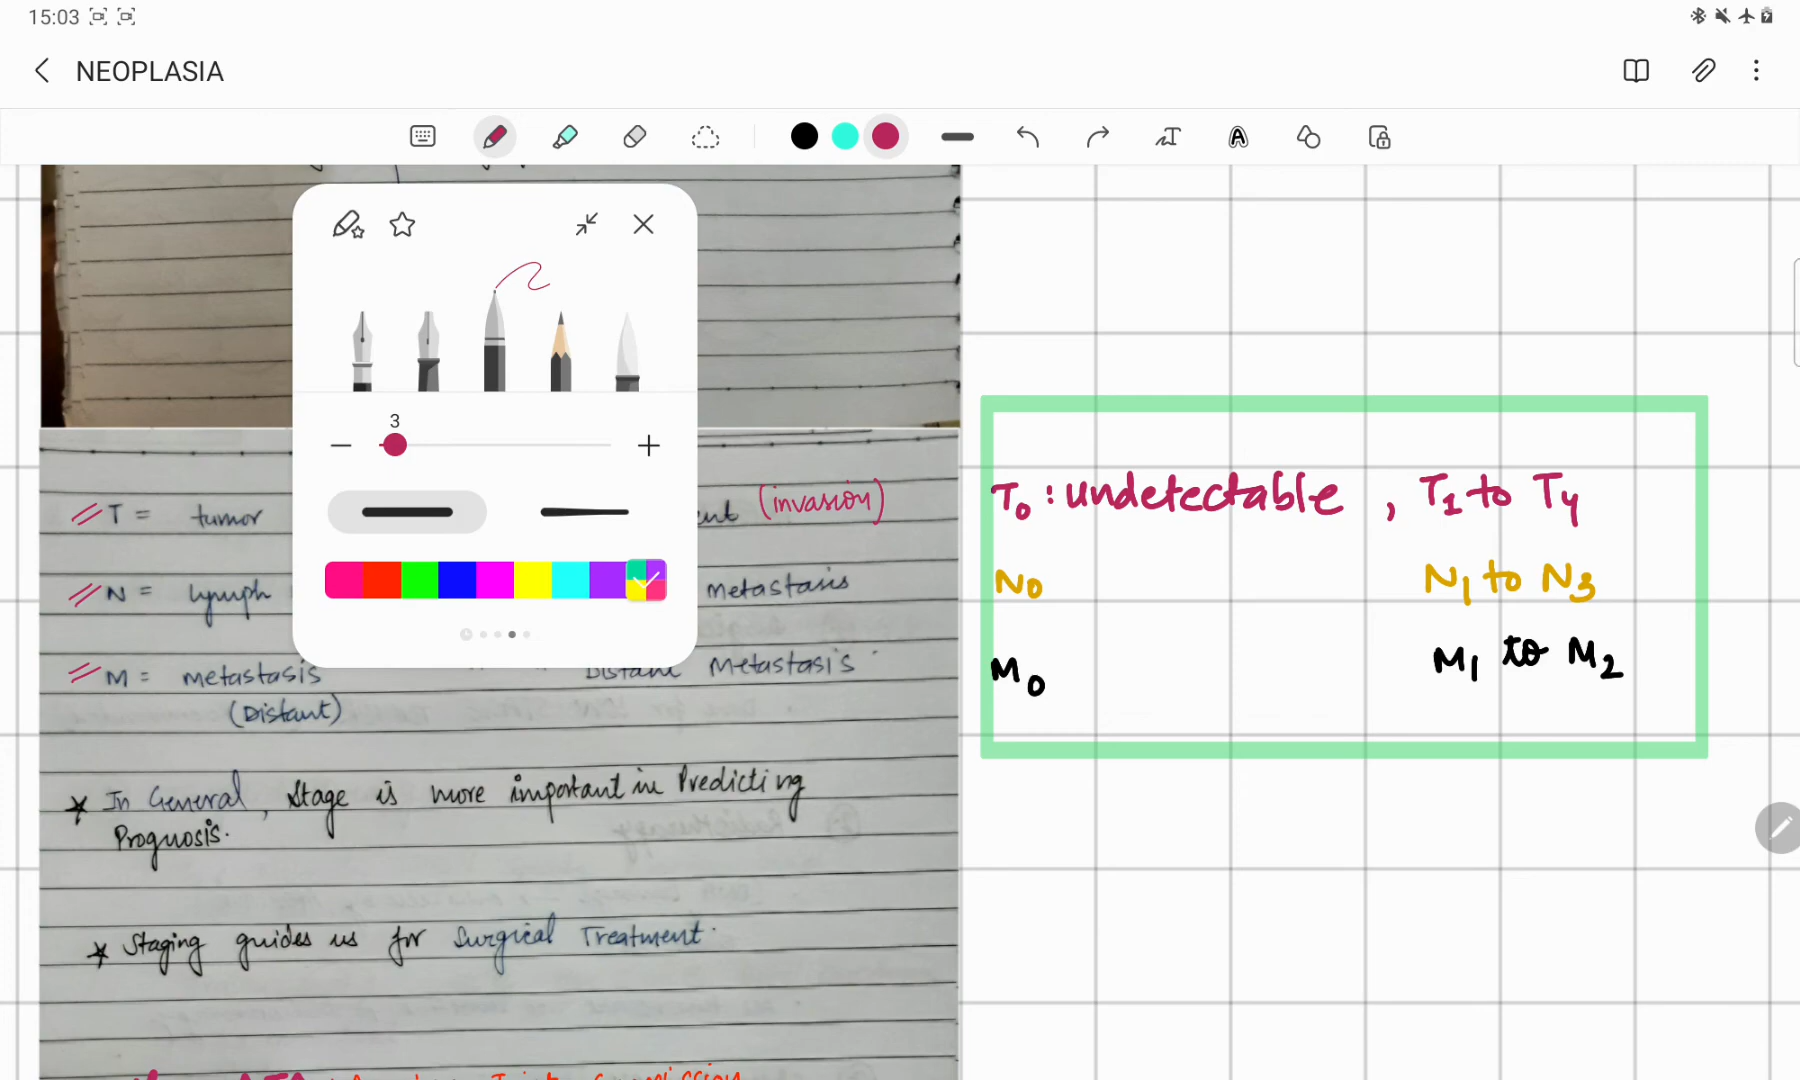 15:03
NEOPLASIA
3
T = tumor (invasion)
N = lymph metastasis
M = metastasis Distant Metastasis
(Distant)
* In General, Stage is more important in Predicting
Prognosis.
* Staging guides us for Surgical Treatment.
T0 : undetectable , T1 to T4
N0 N1 to N3
M0 M1 to M2